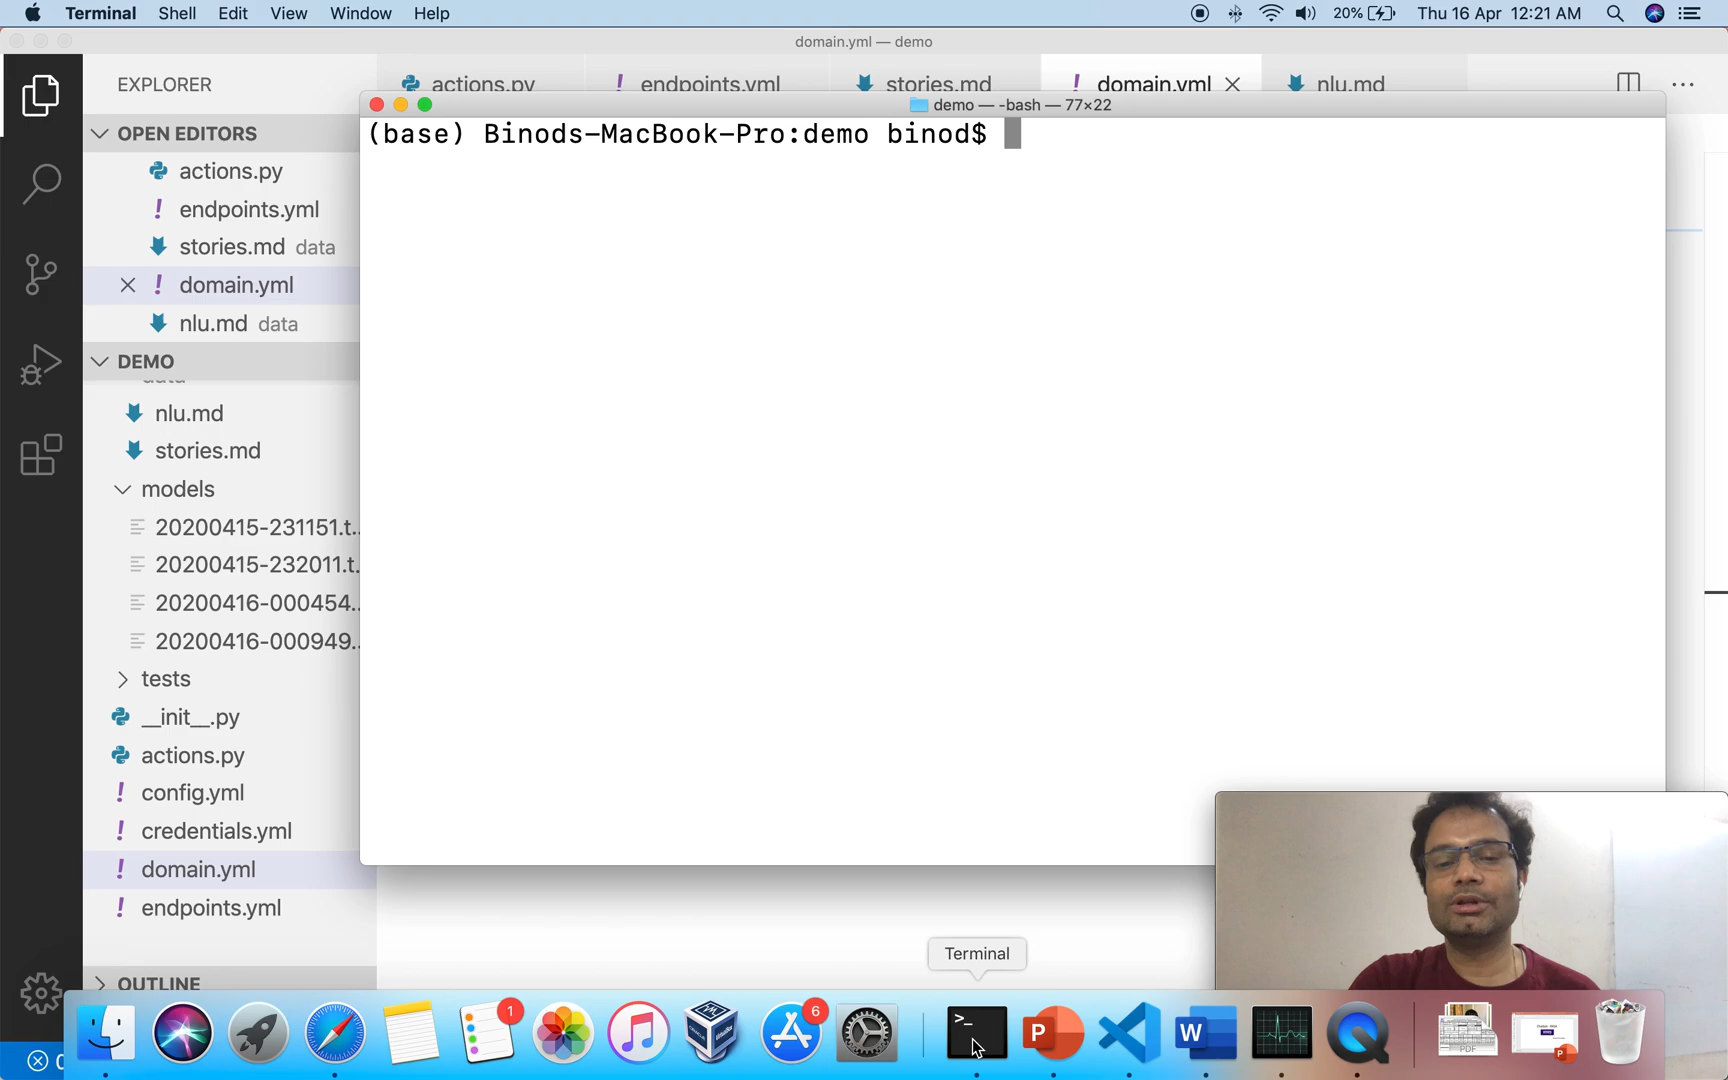 Terminal Shell Edit View Window Help 20% Thu 16 Apr 12:21 AM
domain.yml — demo
EXPLORER actions.py endpoints.yml stories.md domain.yml nlu.md
demo — -bash — 77×22
OPEN EDITORS
(base) Binods-MacBook-Pro:demo binod$
actions.py
endpoints.yml
stories.md data
domain.yml
nlu.md data
DEMO
nlu.md
stories.md
models
20200415-231151.t...
20200415-232011.t...
20200416-000454...
20200416-000949...
tests
__init__.py
actions.py
config.yml
credentials.yml
domain.yml
endpoints.yml
OUTLINE
Terminal
1
6
>_
P
W
PDF
P